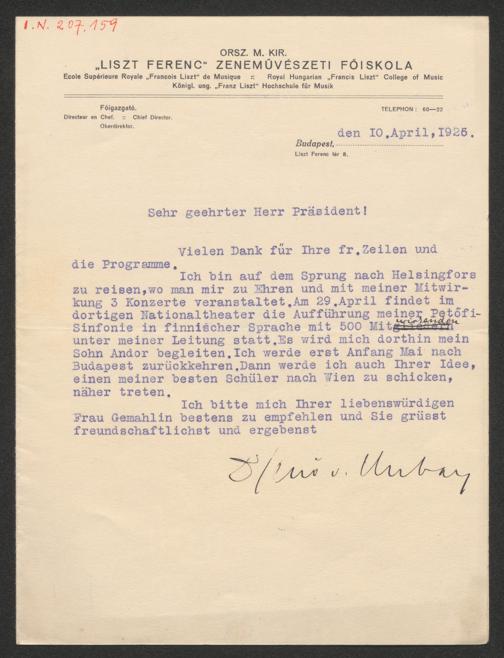 I.N. 207.159
ORSZ. M. KIR.
„LISZT FERENC“ ZENEMŰVÉSZETI FŐISKOLA
Ecole Supérieure Royale „Francois Liszt“ de Musique :: Royal Hungarian „Francis Liszt“ College of Music
Königl. ung. „Franz Liszt“ Hochschule für Musik
Főigazgató.
Directeur en Chef. :: Chief Director.
Oberdirektor.
TELEPHON: 60—22
den 10.April,1925.
Budapest,
Liszt Ferenc tér 8.
Sehr geehrter Herr Präsident!
Vielen Dank für Ihre fr.Zeilen und
die Programme.
Ich bin auf dem Sprung nach Helsingfors
zu reisen,wo man mir zu Ehren und mit meiner Mitwir-
kung 3 Konzerte veranstaltet.Am 29.April findet im
dortigen Nationaltheater die Aufführung meiner Petőfi-
Sinfonie in finnischer Sprache mit 500 Mitwirkenden
unter meiner Leitung statt.Es wird mich dorthin mein
Sohn Andor begleiten.Ich werde erst Anfang Mai nach
Budapest zurückkehren.Dann werde ich auch Ihrer Idee,
einen meiner besten Schüler nach Wien zu schicken,
näher treten.
Ich bitte mich Ihrer liebenswürdigen
Frau Gemahlin bestens zu empfehlen und Sie grüsst
freundschaftlichst und ergebenst